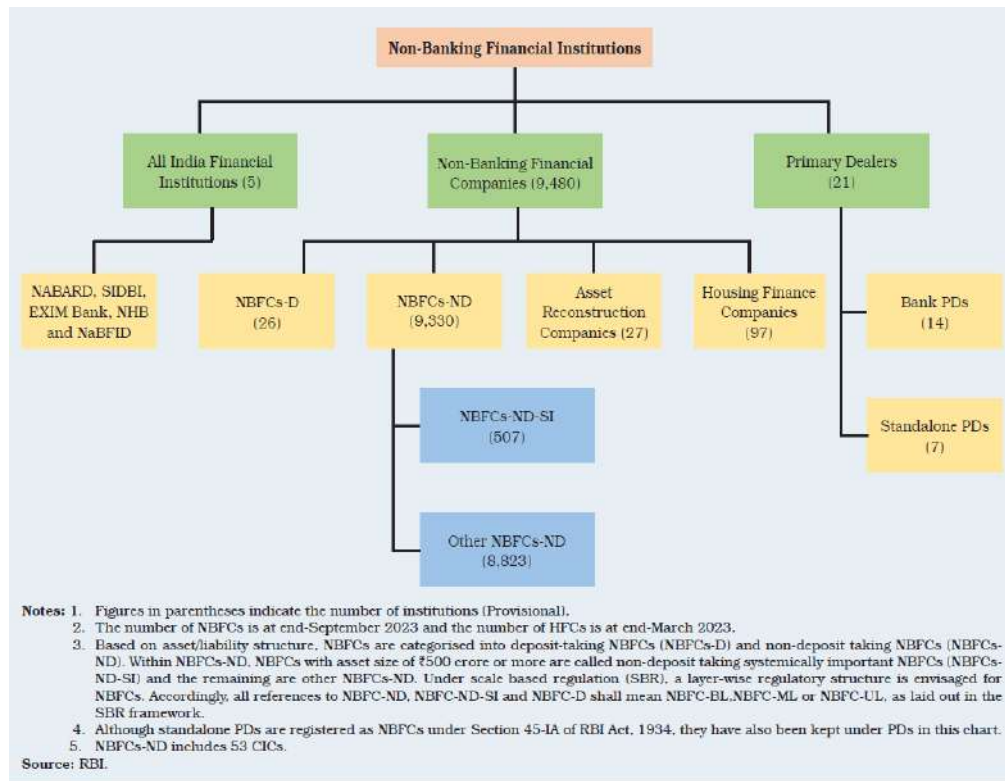 Non-Banking Financial Institutions
All India Financial
Institutions (5)
Non-Banking Financial
Companies (9,480)
Primary Dealers
(21)
NABARD, SIDBI,
EXIM Bank, NHB
and NaBFID
NBFCs-D
(26)
NBFCs-ND
(9,330)
Asset
Reconstruction
Companies (27)
Housing Finance
Companies
(97)
Bank PDs
(14)
NBFCs-ND-SI
(507)
Standalone PDs
(7)
Other NBFCs-ND
(8,823)
Notes: 1. Figures in parentheses indicate the number of institutions (Provisional).
2. The number of NBFCs is at end-September 2023 and the number of HFCs is at end-March 2023.
3. Based on asset/liability structure, NBFCs are categorised into deposit-taking NBFCs (NBFCs-D) and non-deposit taking NBFCs (NBFCs-
ND). Within NBFCs-ND, NBFCs with asset size of ₹500 crore or more are called non-deposit taking systemically important NBFCs (NBFCs-
ND-SI) and the remaining are other NBFCs-ND. Under scale based regulation (SBR), a layer-wise regulatory structure is envisaged for
NBFCs. Accordingly, all references to NBFC-ND, NBFC-ND-SI and NBFC-D shall mean NBFC-BL,NBFC-ML or NBFC-UL, as laid out in the
SBR framework.
4. Although standalone PDs are registered as NBFCs under Section 45-IA of RBI Act, 1934, they have also been kept under PDs in this chart.
5. NBFCs-ND includes 53 CICs.
Source: RBI.